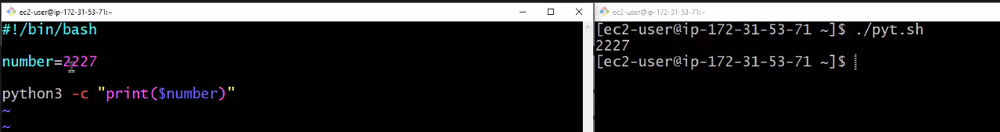 ec2-user@ip-172-31-53-71:~
#!/bin/bash
number=2227
python3 -c "print($number)"
~
~
ec2-user@ip-172-31-53-71:~
[ec2-user@ip-172-31-53-71 ~]$ ./pyt.sh
2227
[ec2-user@ip-172-31-53-71 ~]$